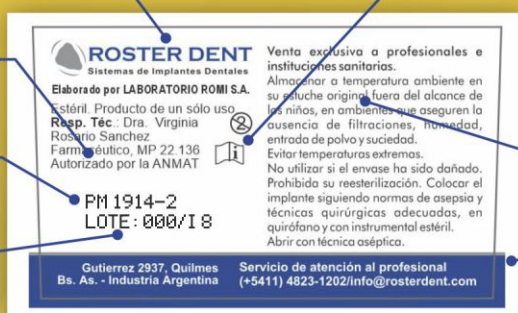 ROSTER DENT
Sistemas de Implantes Dentales
Elaborado por LABORATORIO ROMI S.A.
Estéril. Producto de un sólo uso
Resp. Téc.: Dra. Virginia
Rosario Sanchez
Farmacéutico, MP 22.136
Autorizado por la ANMAT
2
i
PM 1914-2
LOTE: 000/I 8
Venta exclusiva a profesionales e
instituciones sanitarias.
Almacenar a temperatura ambiente en
su estuche original fuera del alcance de
los niños, en ambientes que aseguren la
ausencia de filtraciones, humedad,
entrada de polvo y suciedad.
Evitar temperaturas extremas.
No utilizar si el envase ha sido dañado.
Prohibida su reesterilización. Colocar el
implante siguiendo normas de asepsia y
técnicas quirúrgicas adecuadas, en
quirófano y con instrumental estéril.
Abrir con técnica aséptica.
Gutierrez 2937, Quilmes
Bs. As. - Industria Argentina
Servicio de atención al profesional
(+5411) 4823-1202/info@rosterdent.com